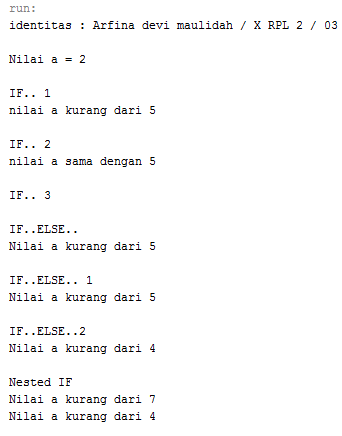 run:
identitas : Arfina devi maulidah / X RPL 2 / 03
Nilai a = 2
IF.. 1
nilai a kurang dari 5
IF.. 2
nilai a sama dengan 5
IF.. 3
IF..ELSE..
Nilai a kurang dari 5
IF..ELSE.. 1
Nilai a kurang dari 5
IF..ELSE..2
Nilai a kurang dari 4
Nested IF
Nilai a kurang dari 7
Nilai a kurang dari 4